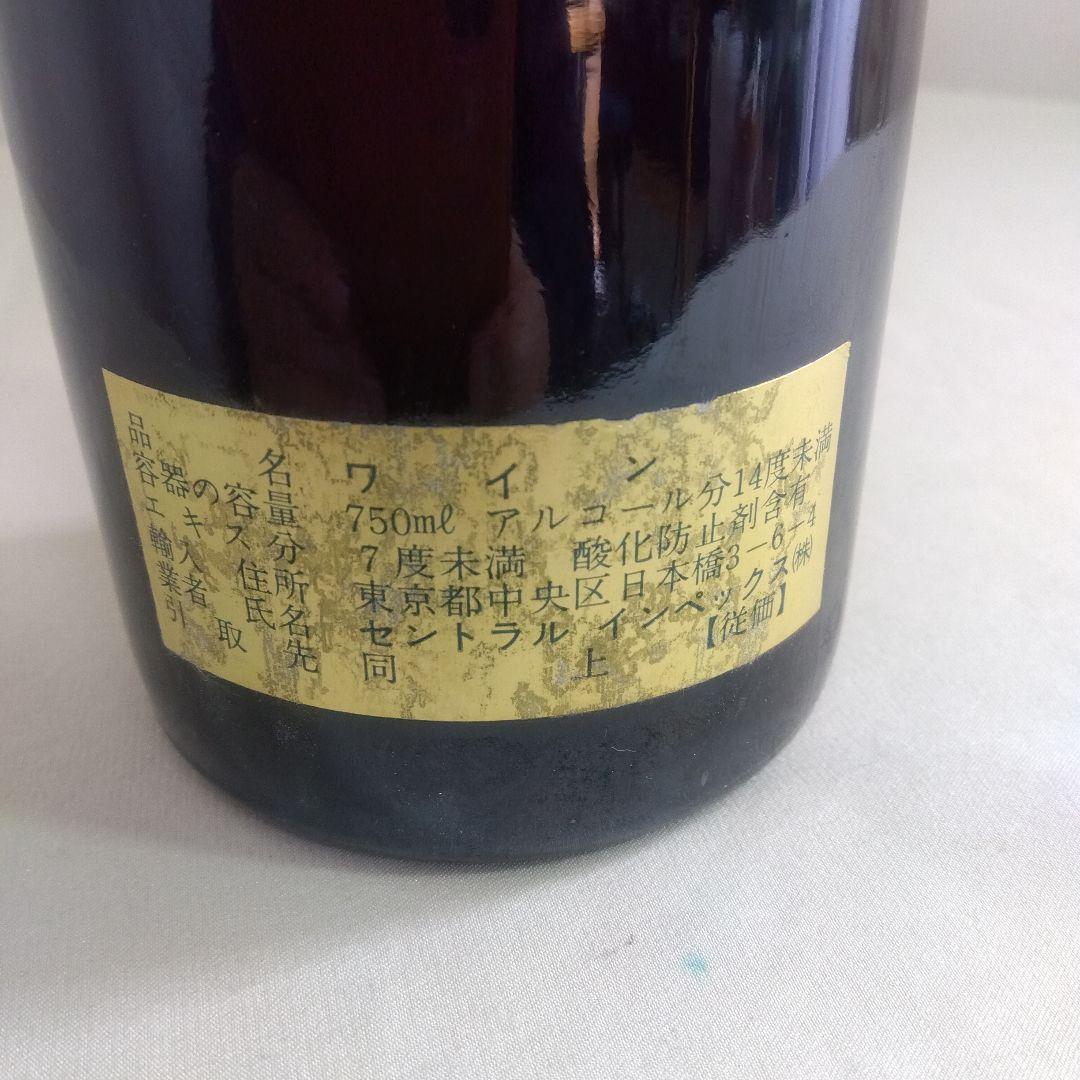 品名 ワイン
容器の容量 750mℓ アルコール分14度未満
エキス分 7度未満 酸化防止剤含有
輸入住所 東京都中央区日本橋3-6-4
業者氏名 セントラルインペックス(株)
引取先 同上 【従価】